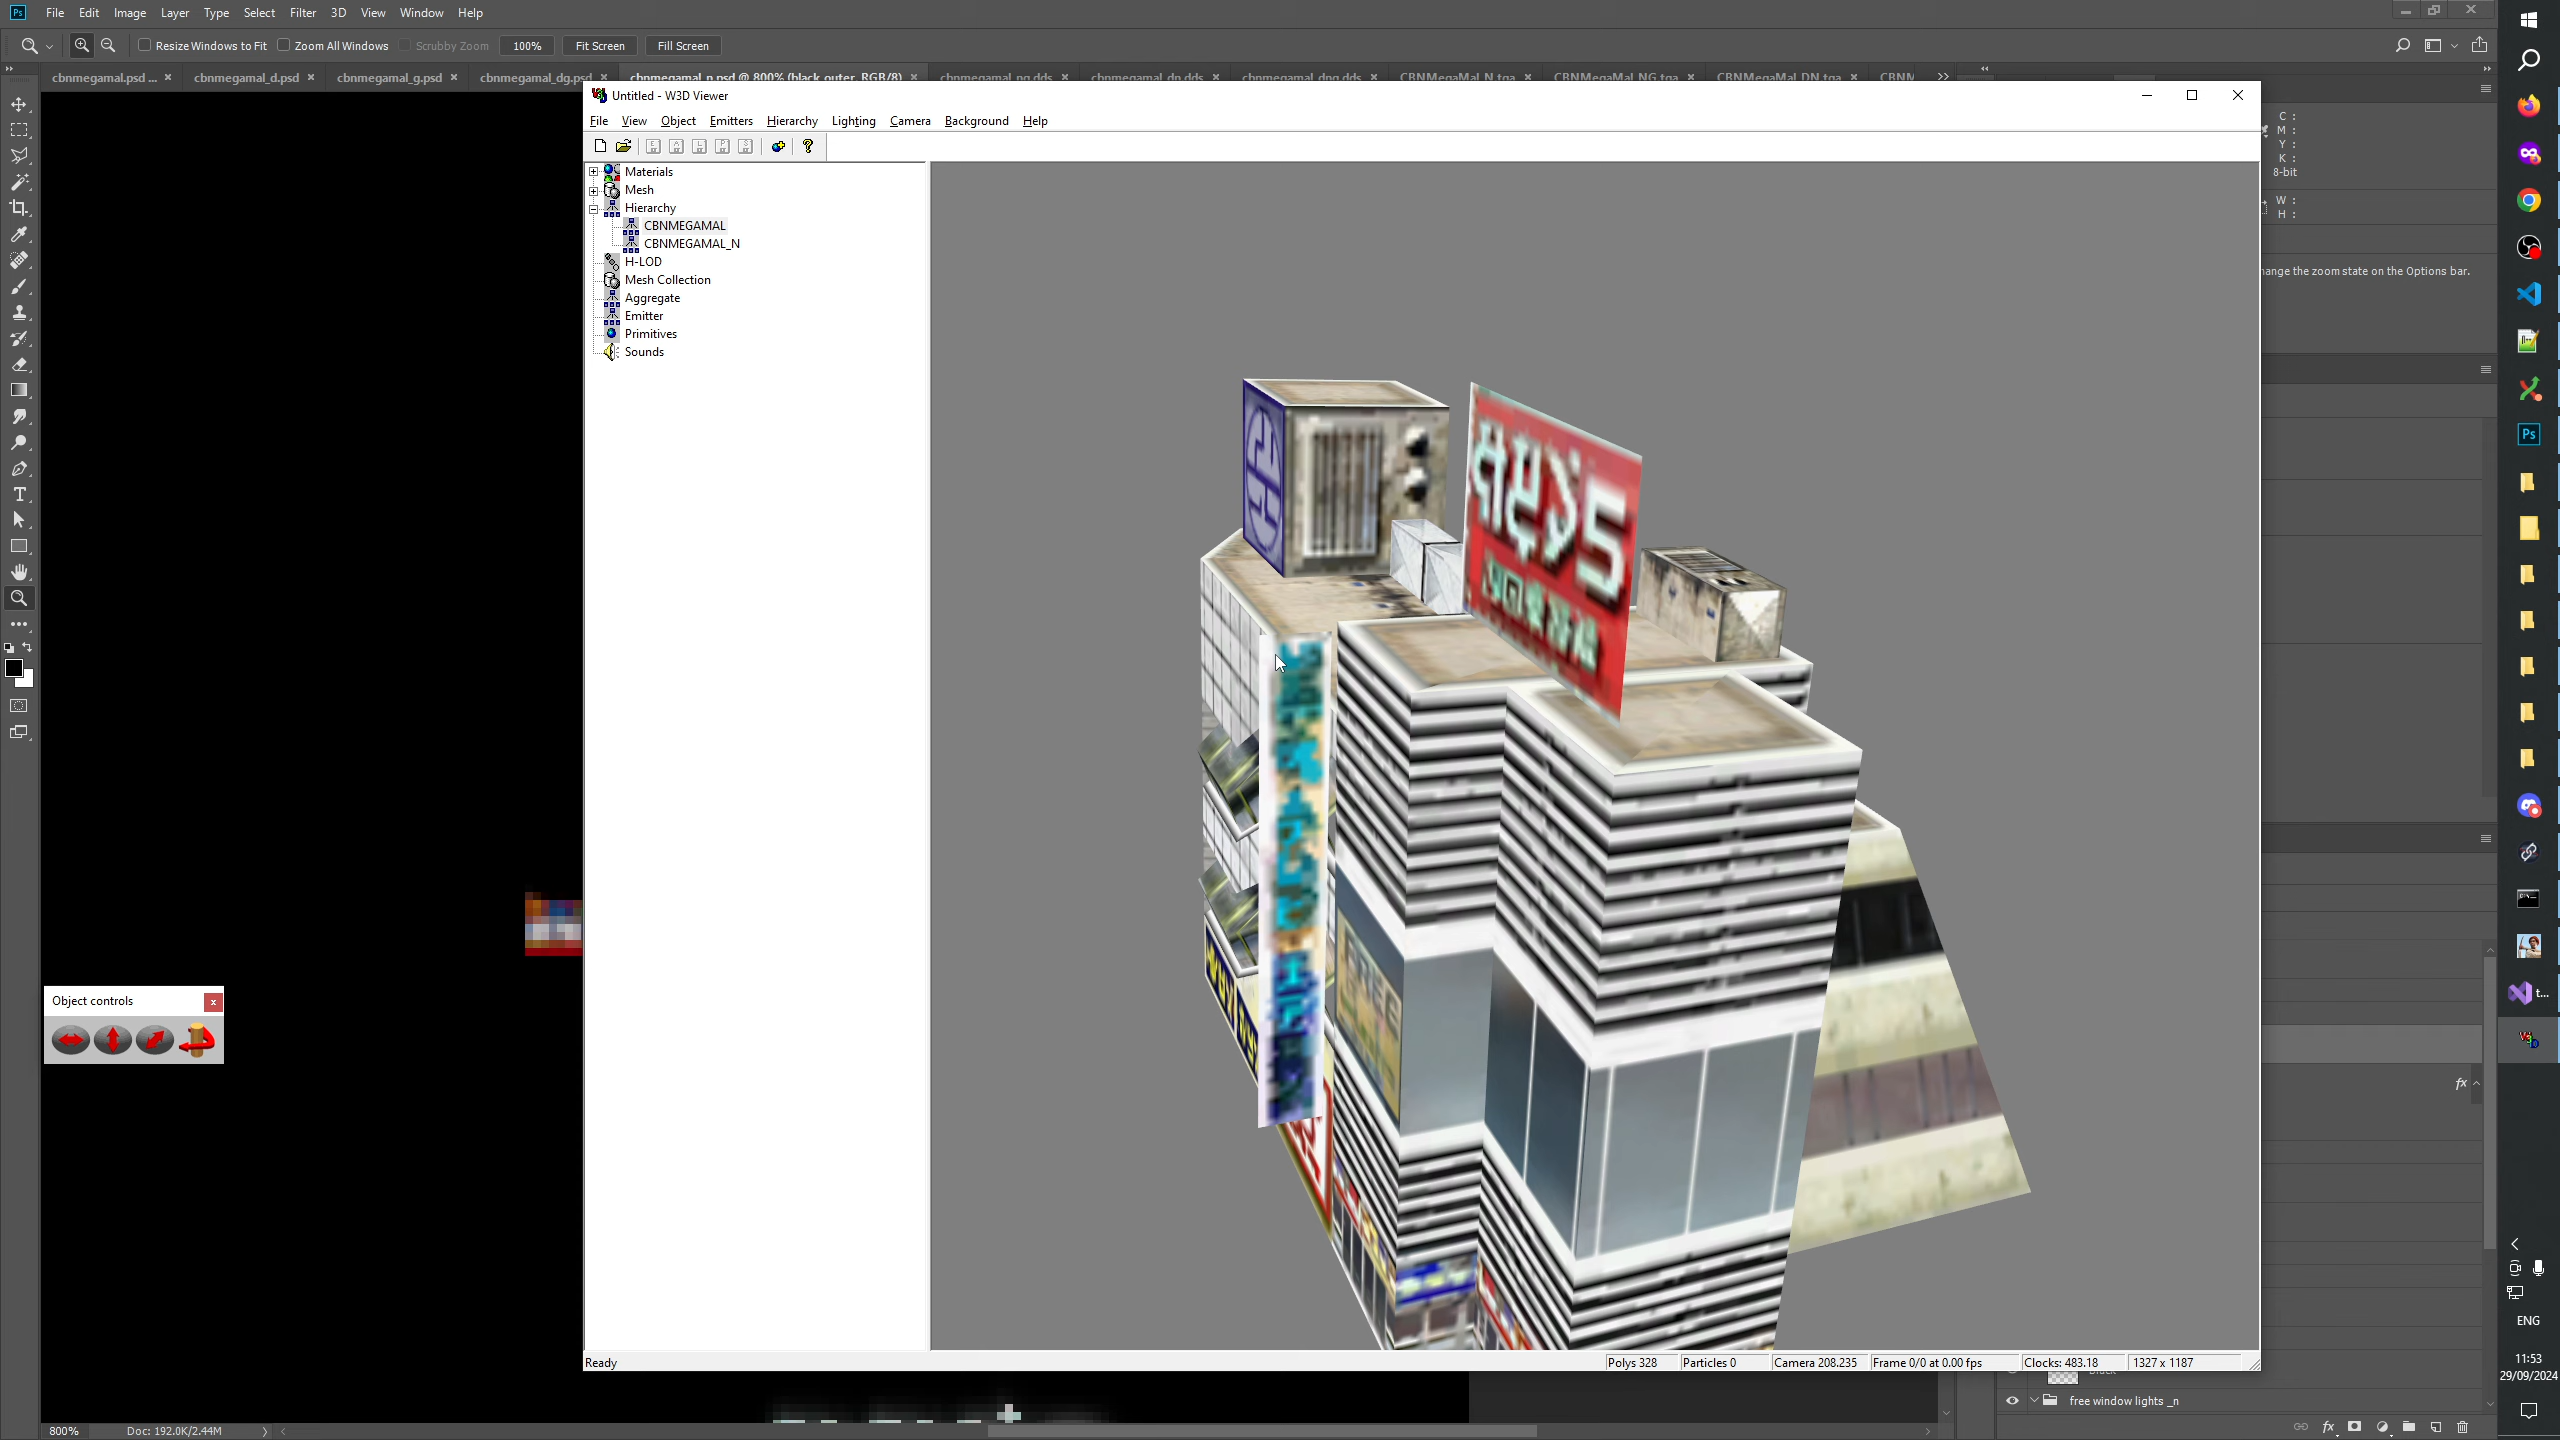 File Edit Image Layer Type Select Filter 3D View Window Help
Resize Windows to Fit Zoom All Windows Scrubby Zoom 100% Fit Screen Fill Screen
cbnmegamal.psd ... × cbnmegamal_d.psd × cbnmegamal_g.psd × cbnmegamal_dg.psd × cbnmegamal_n.psd @ 800% (black outer, RGB/8) × cbnmegamal_ng.dds × cbnmegamal_dn.dds × cbnmegamal_dng.dds × CBNMegaMal_N.tga × CBNMegaMal_NG.tga × CBNMegaMal_DN.tga × CBNM
Untitled - W3D Viewer
File View Object Emitters Hierarchy Lighting Camera Background Help
Materials
Mesh
Hierarchy
CBNMEGAMAL
CBNMEGAMAL_N
H-LOD
Mesh Collection
Aggregate
Emitter
Primitives
Sounds
C :
M :
Y :
K :
8-bit
W :
H :
hange the zoom state on the Options bar.
Object controls
fx
Ready
Polys 328 Particles 0 Camera 208.235 Frame 0/0 at 0.00 fps Clocks: 483.18 1327 x 1187
free window lights _n
800% Doc: 192.0K/2.44M
fx
Ps
t...
ENG
11:53
29/09/2024